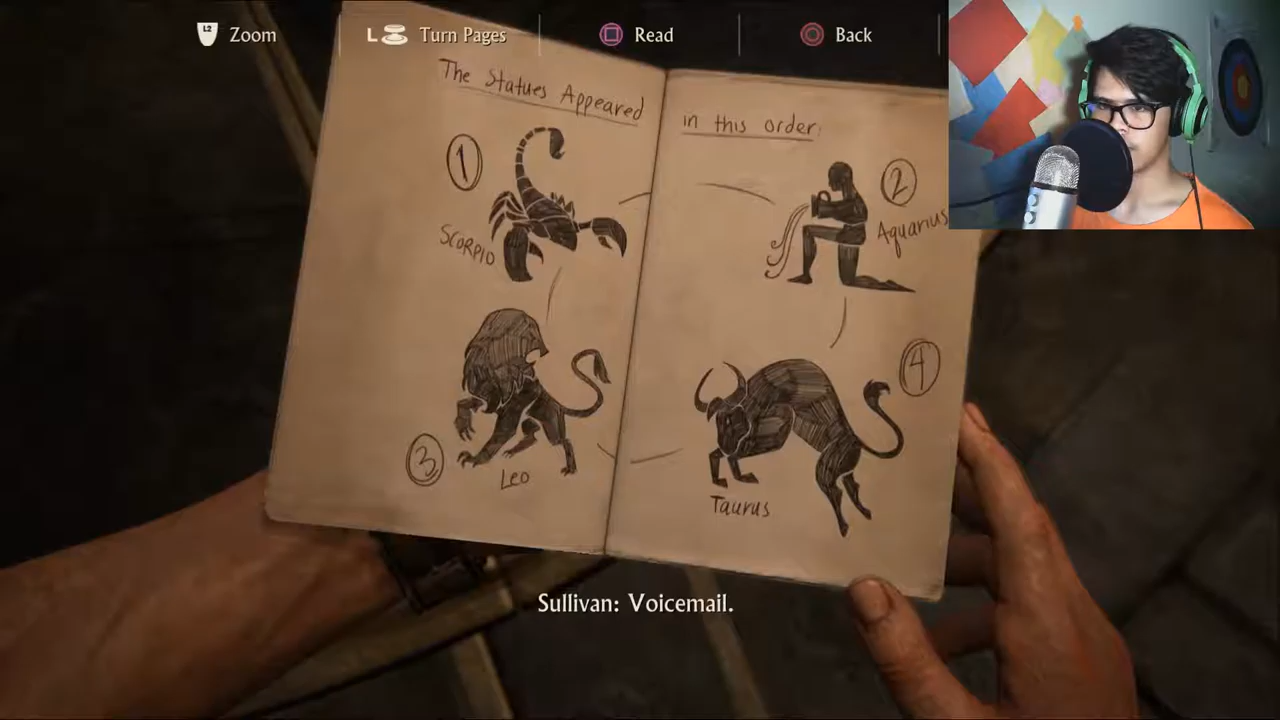 L2 Zoom
L Turn Pages
Read
Back
The Statues Appeared
in this order:
1
SCORPIO
2
Aquarius
3
Leo
4
Taurus
Sullivan: Voicemail.